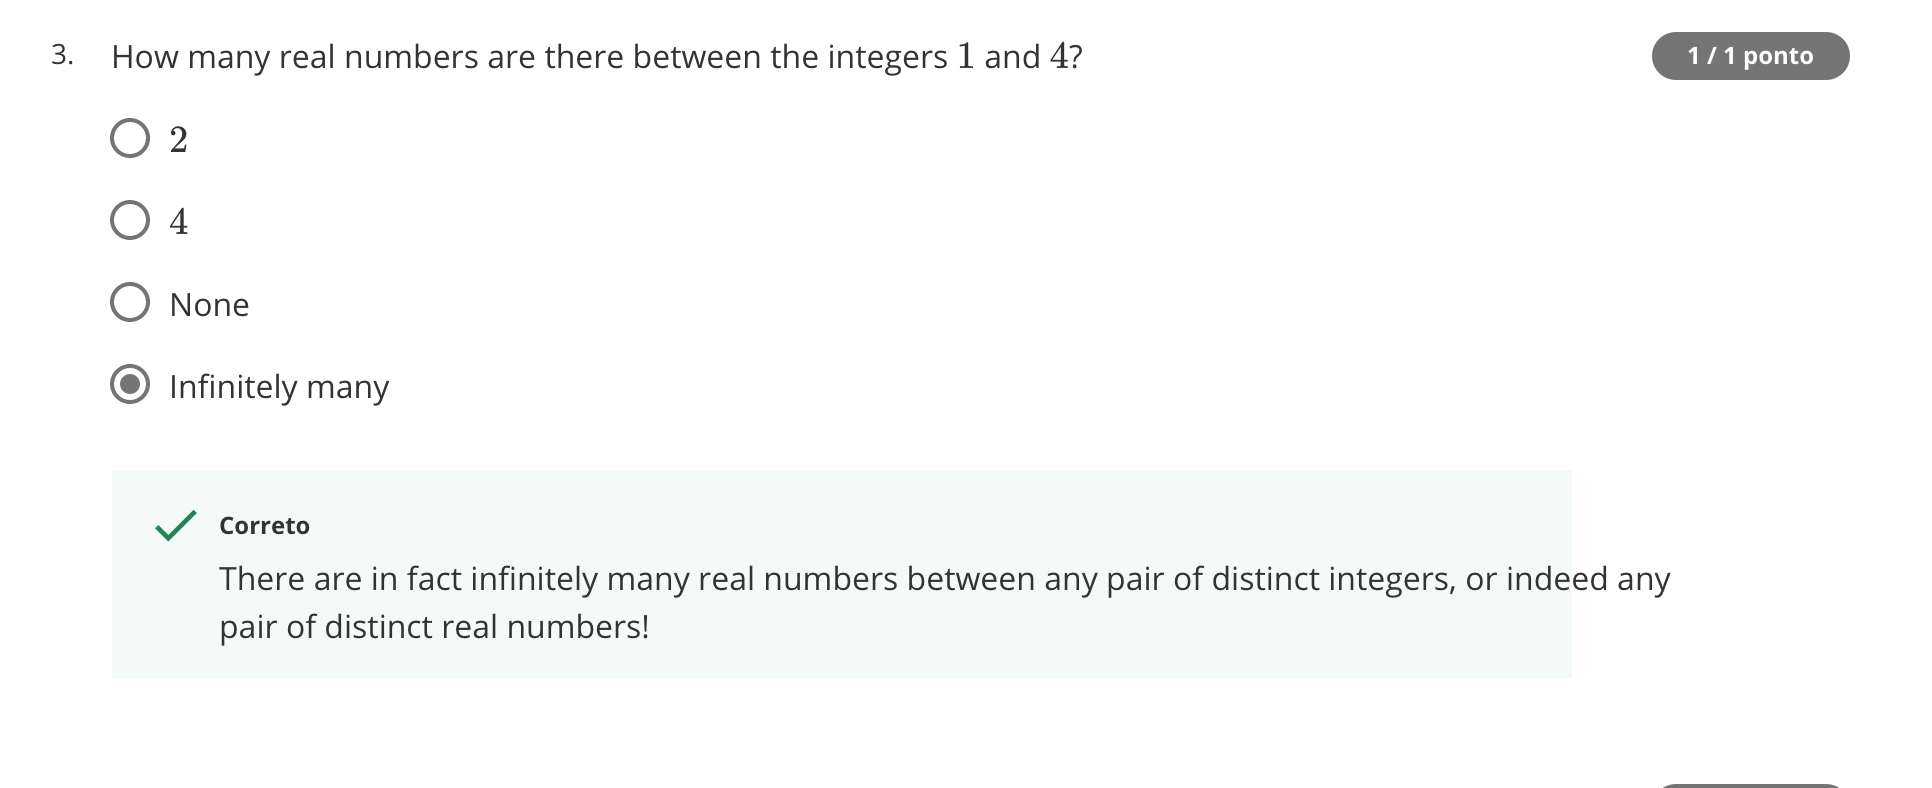 3. How many real numbers are there between the integers 1 and 4?
1 / 1 ponto
2
4
None
Infinitely many
Correto
There are in fact infinitely many real numbers between any pair of distinct integers, or indeed any
pair of distinct real numbers!